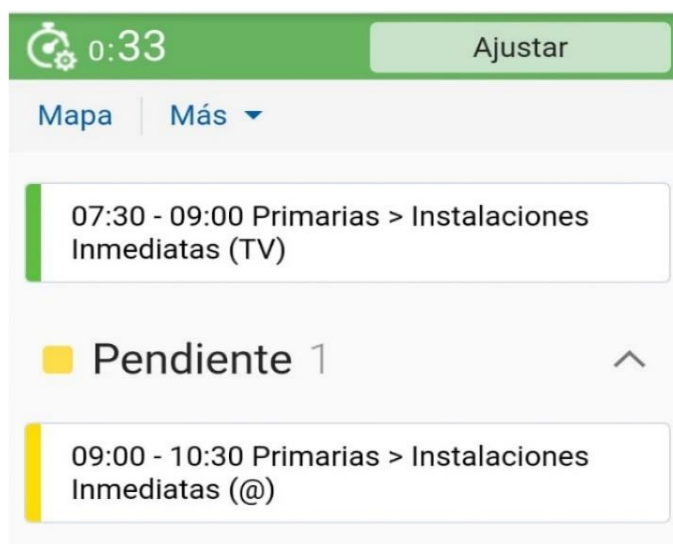 0:33 Ajustar
Mapa Más
07:30 - 09:00 Primarias > Instalaciones
Inmediatas (TV)
Pendiente 1
09:00 - 10:30 Primarias > Instalaciones
Inmediatas (@)